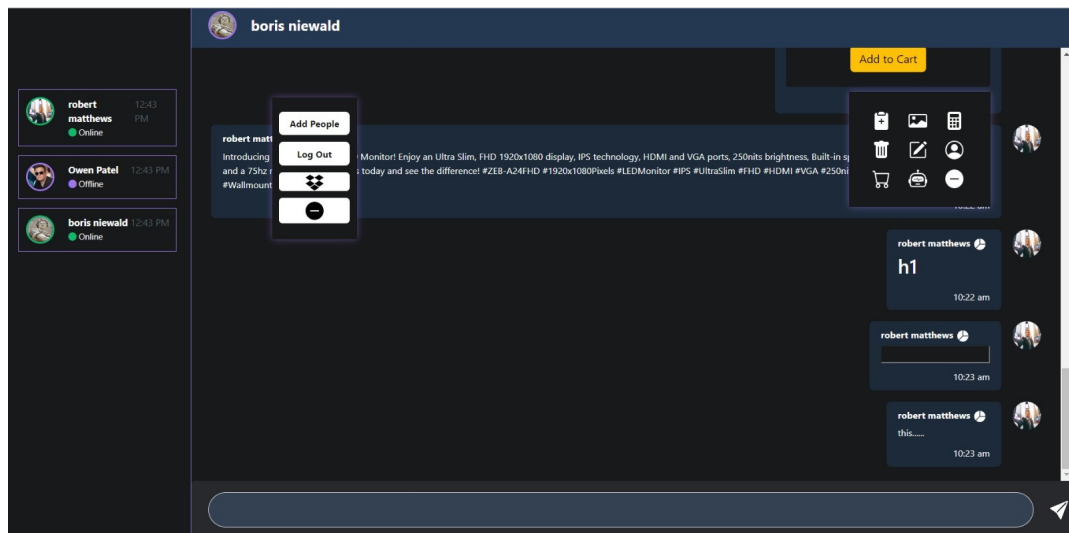 boris niewald
Add to Cart
robert 12:43
matthews PM
Online
Owen Patel 12:43 PM
Offline
boris niewald 12:43 PM
Online
Add People
Log Out
robert matt
Introducing Monitor! Enjoy an Ultra Slim, FHD 1920x1080 display, IPS technology, HDMI and VGA ports, 250nits brightness, Built-in
and a 75hz today and see the difference! #ZEB-A24FHD #1920x1080Pixels #LEDMonitor #IPS #UltraSlim #FHD #HDMI #VGA
#Wallmount
robert matthews
h1
10:22 am
robert matthews
10:23 am
robert matthews
this......
10:23 am